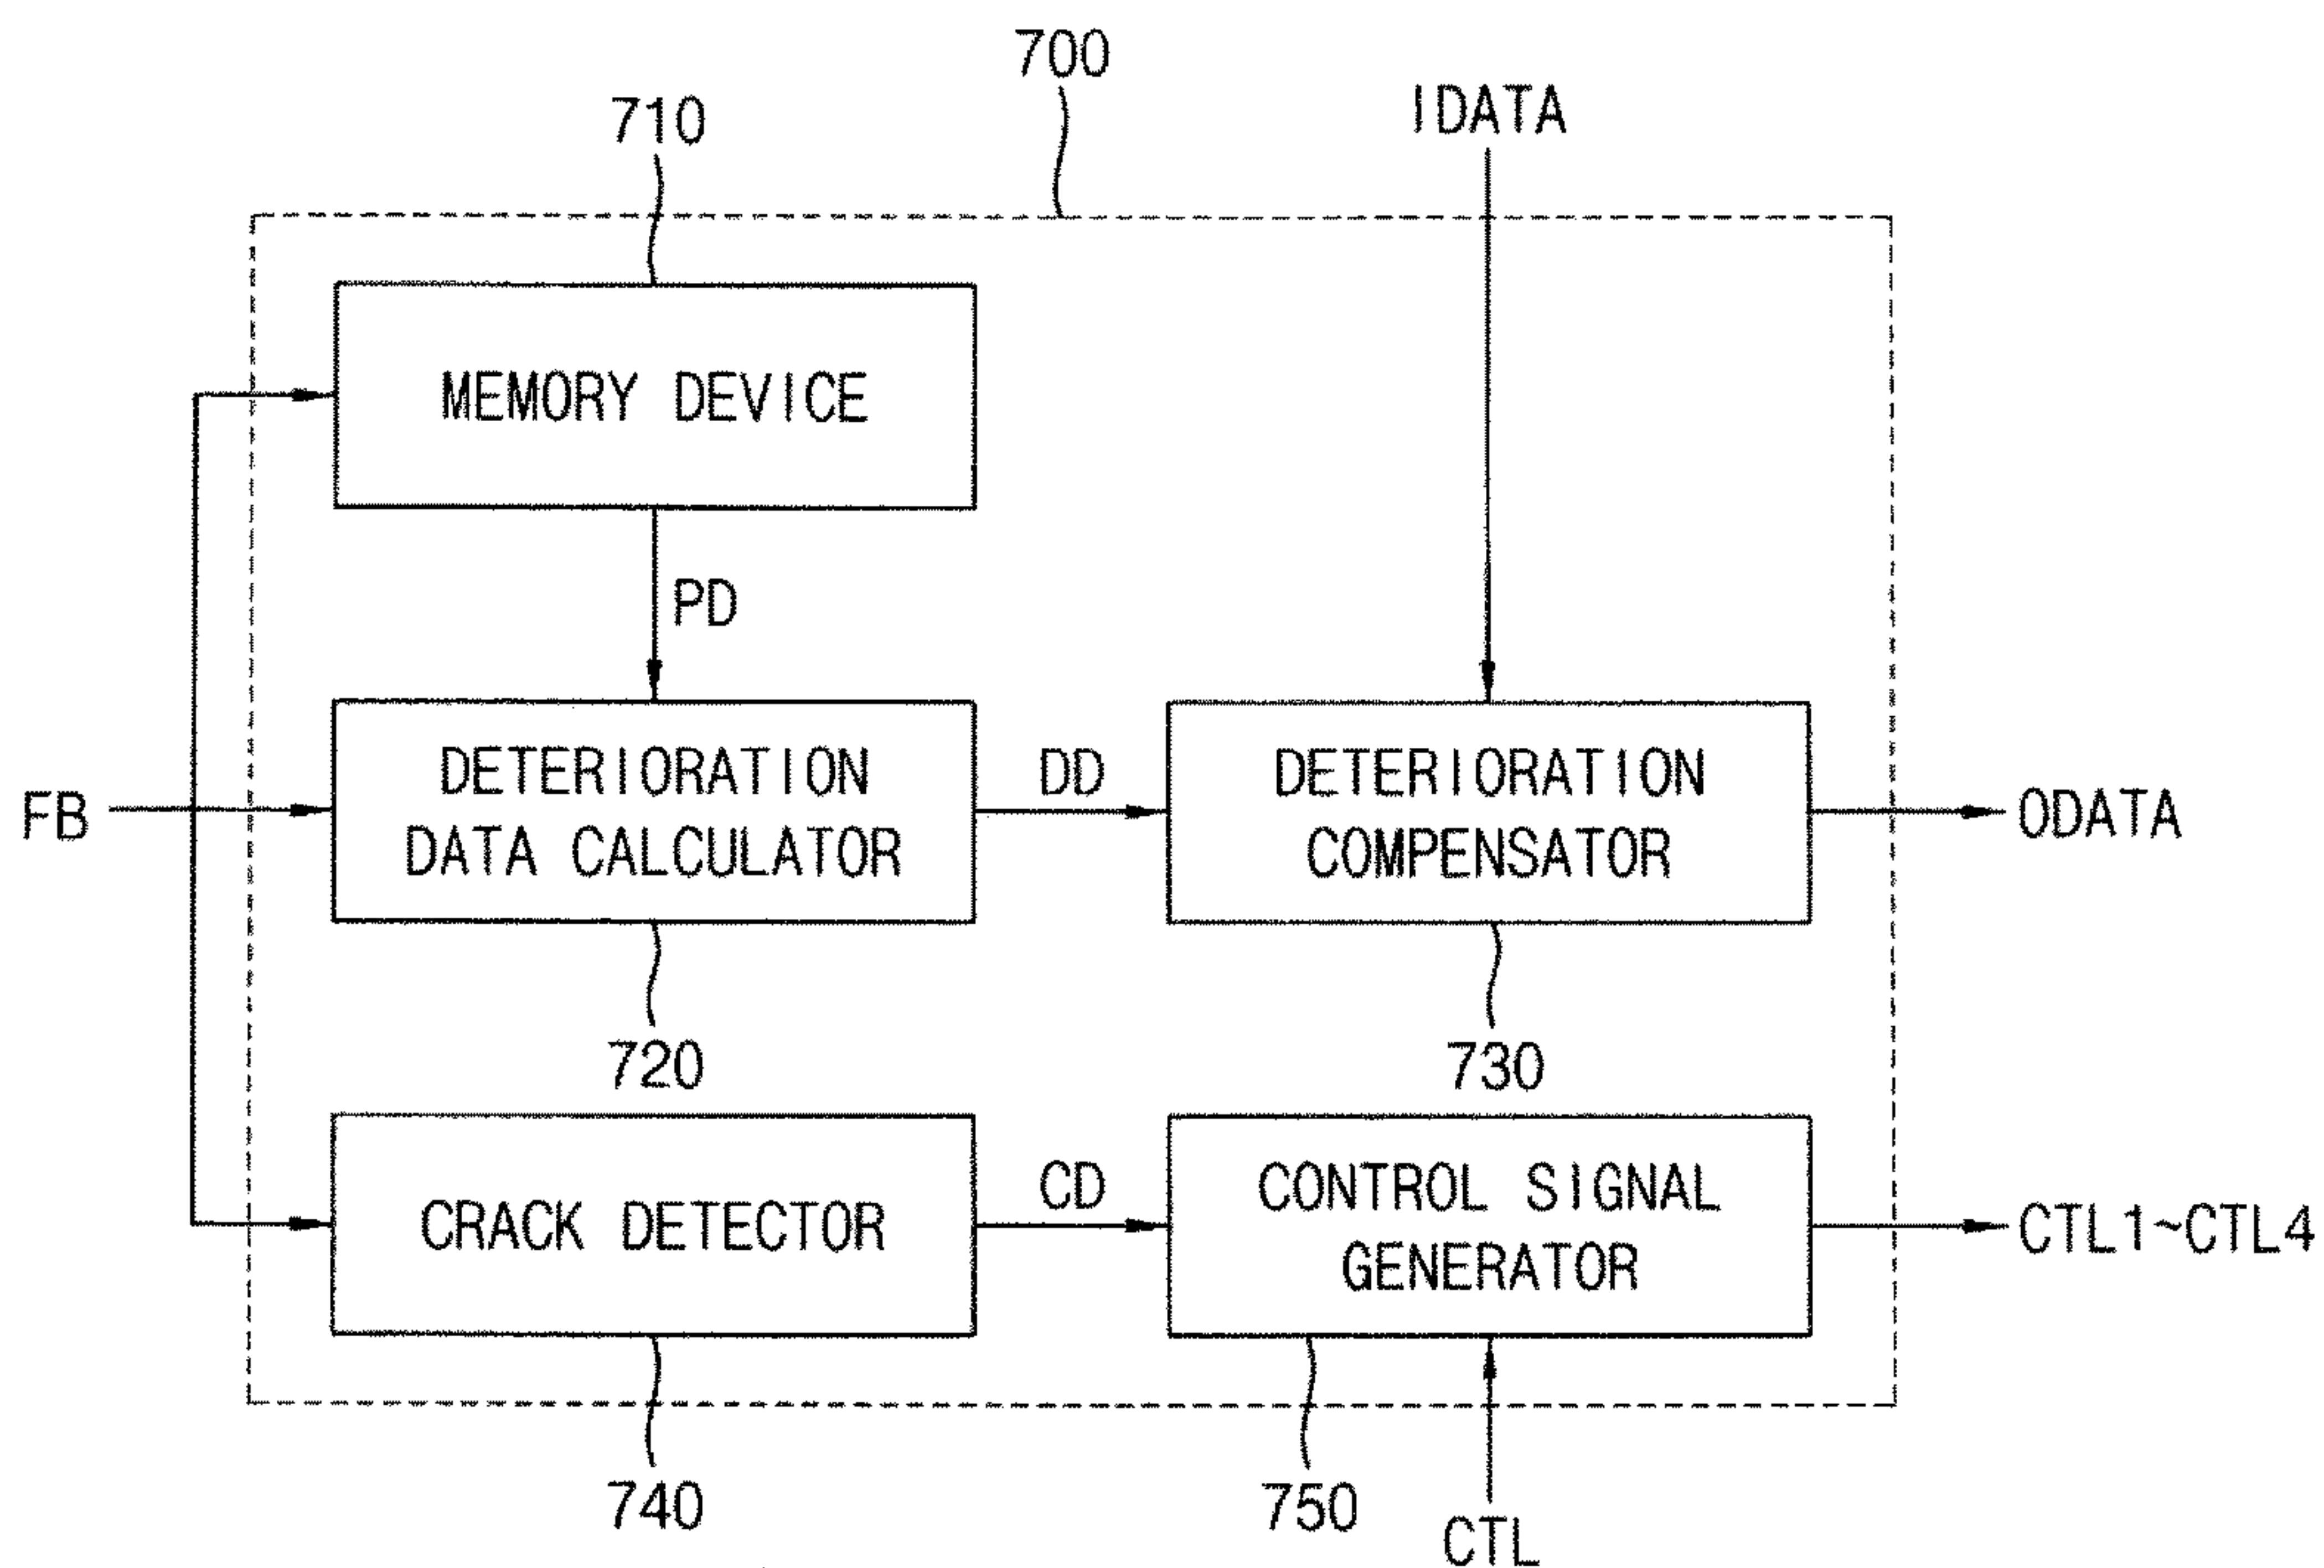 700
IDATA
710
MEMORY DEVICE
PD
DETERIORATION
DATA CALCULATOR
DD
DETERIORATION
COMPENSATOR
FB
ODATA
720
730
CRACK DETECTOR
CD
CONTROL SIGNAL
GENERATOR
CTL1~CTL4
740
750
CTL